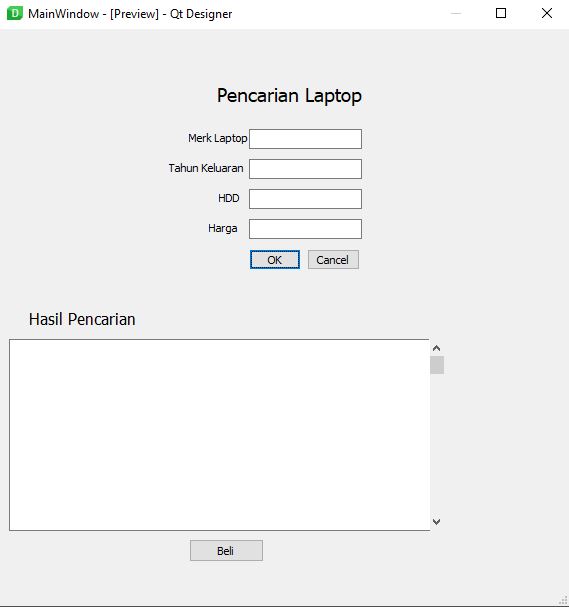 D MainWindow - [Preview] - Qt Designer
Pencarian Laptop
Merk Laptop
Tahun Keluaran
HDD
Harga
OK Cancel
Hasil Pencarian
Beli